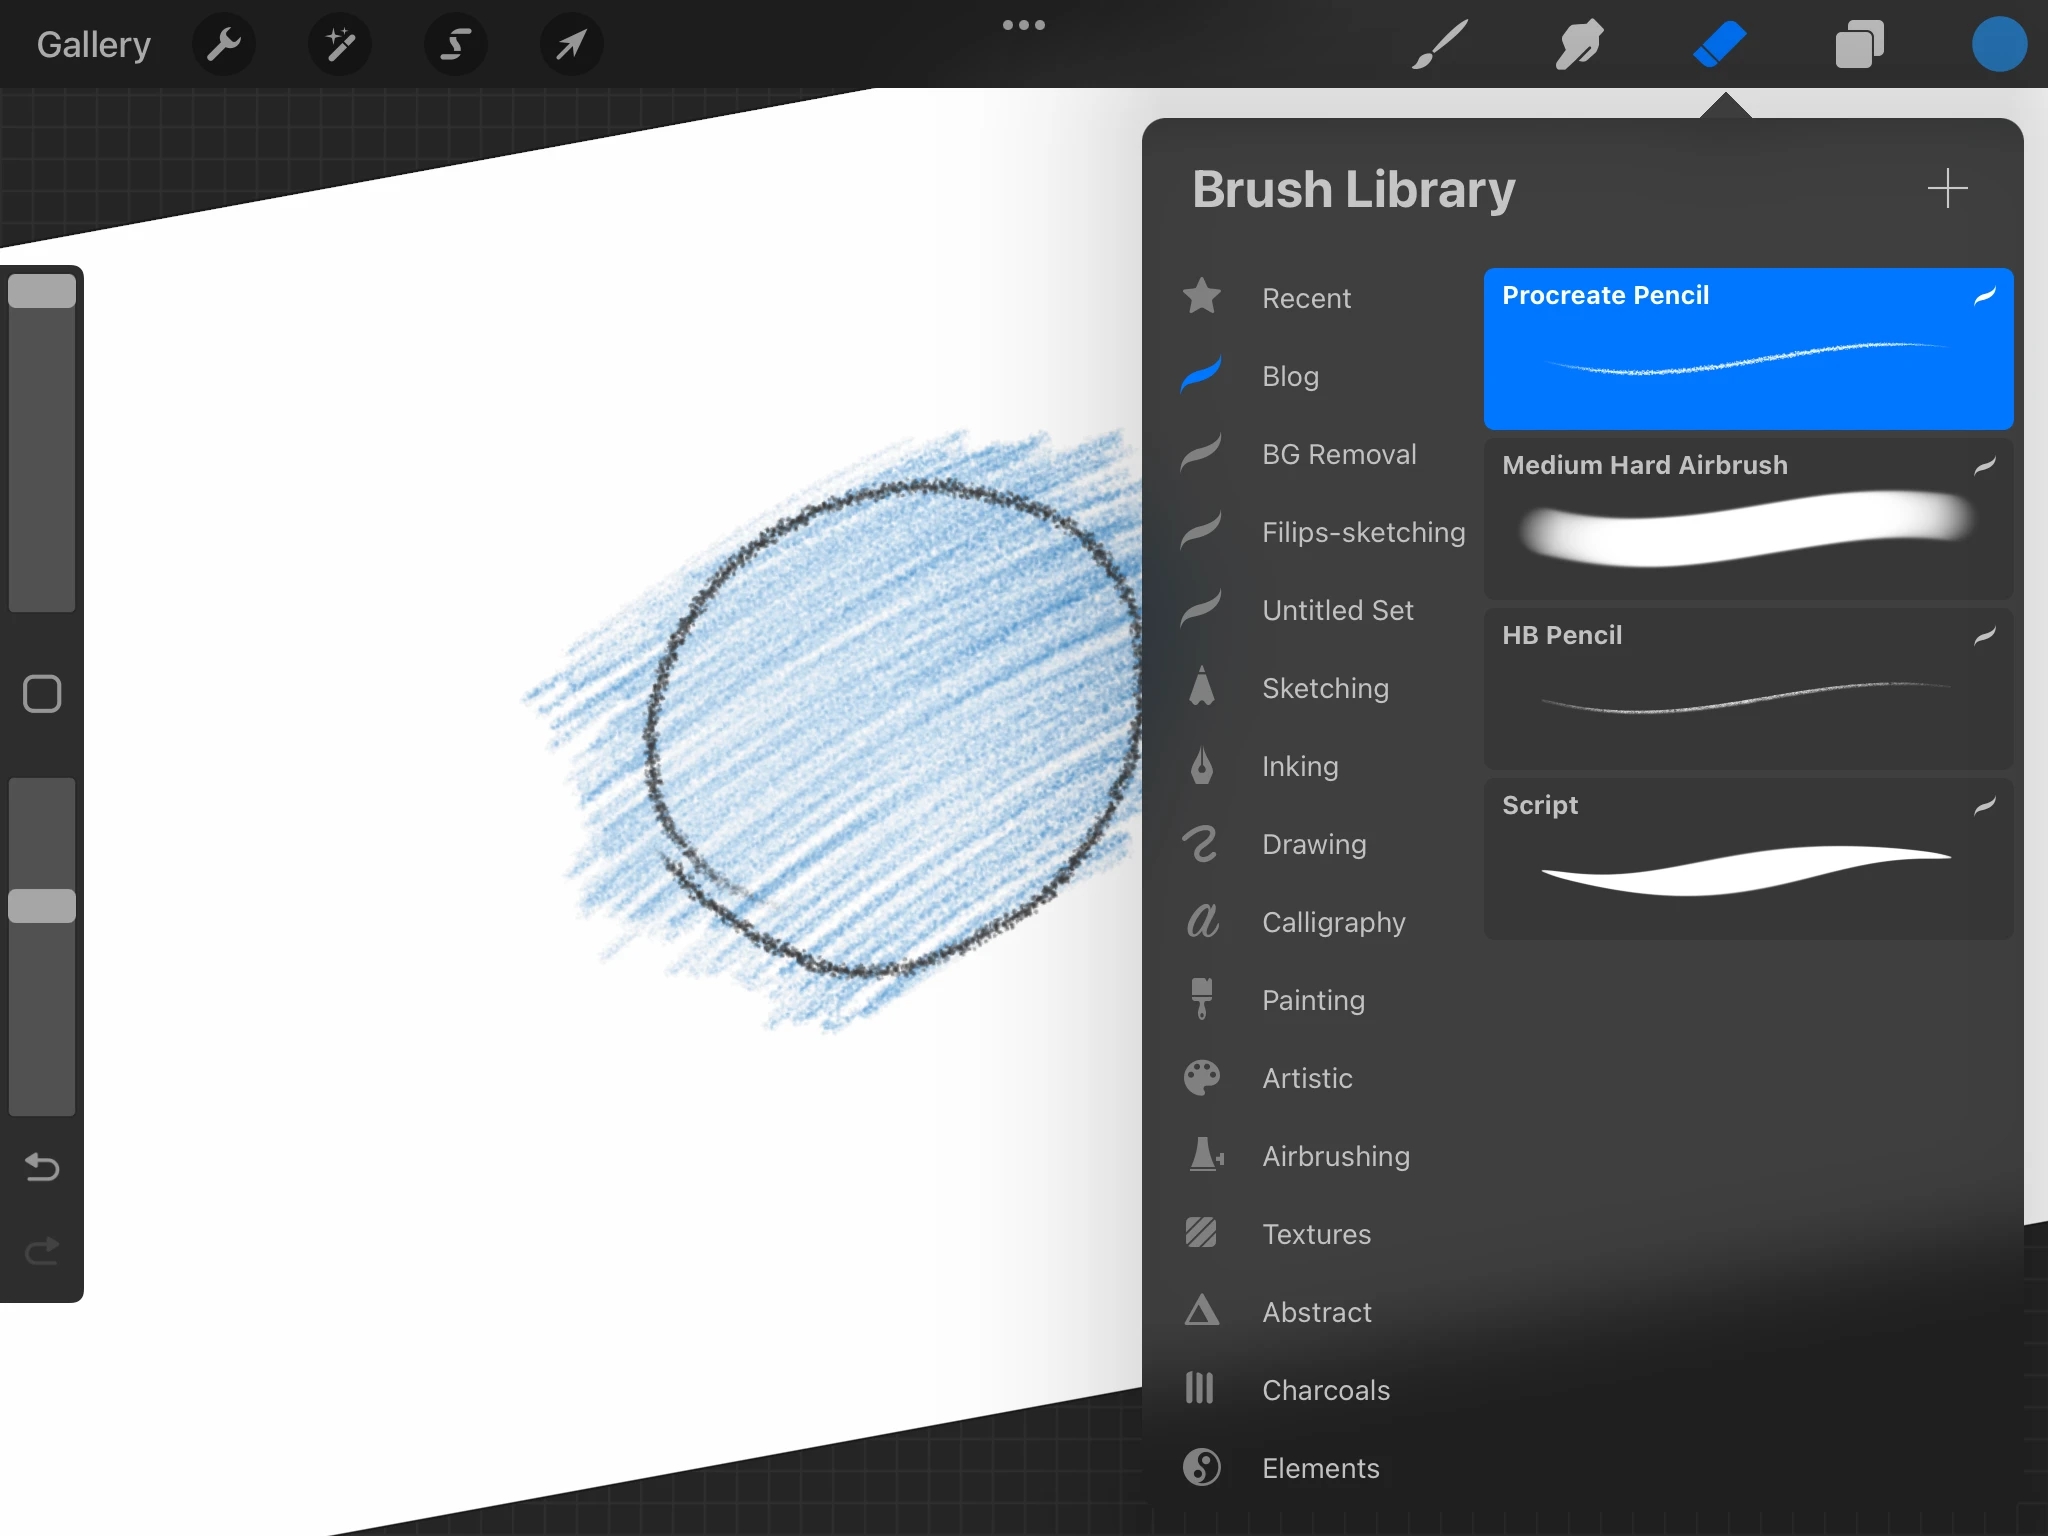 Gallery
Brush Library
Recent
Blog
BG Removal
Filips-sketching
Untitled Set
Sketching
Inking
Drawing
Calligraphy
Painting
Artistic
Airbrushing
Textures
Abstract
Charcoals
Elements
Procreate Pencil
Medium Hard Airbrush
HB Pencil
Script